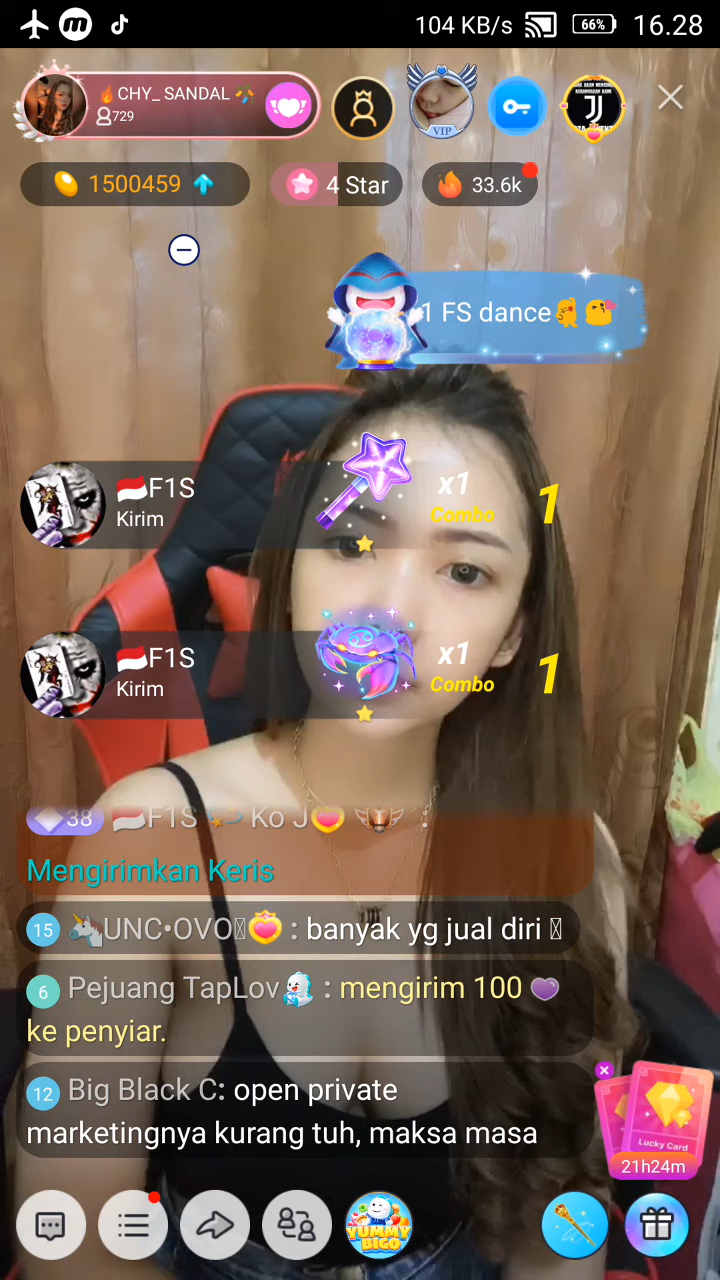 104 KB/s 66% 16.28
🔥CHY_ SANDAL
729
VIP
1500459 4 Star 33.6k
1 FS dance
F1S x1 1
Kirim Combo
F1S x1 1
Kirim Combo
38 F1S Ko J :
Mengirimkan Keris
15 UNC•OVO : banyak yg jual diri
6 Pejuang TapLov : mengirim 100 💜
ke penyiar.
12 Big Black C: open private
marketingnya kurang tuh, maksa masa
Lucky Card
21h24m
YUMMY
BIGO